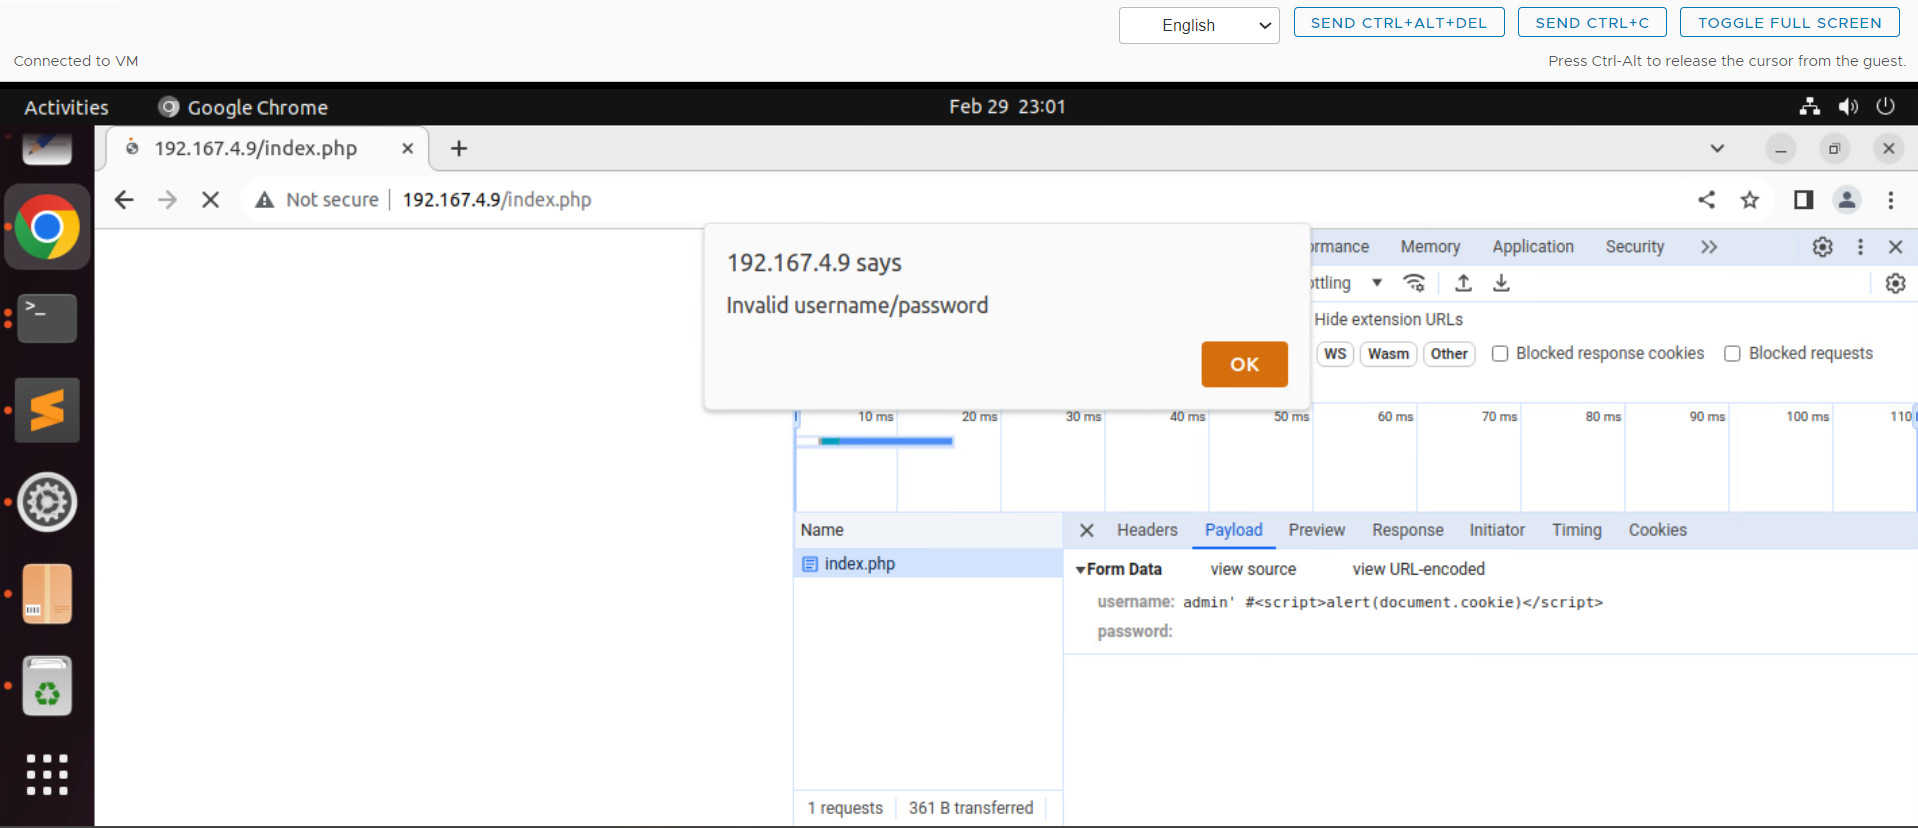 English
SEND CTRL+ALT+DEL
SEND CTRL+C
TOGGLE FULL SCREEN
Connected to VM
Press Ctrl-Alt to release the cursor from the guest.
Activities
Google Chrome
Feb 29 23:01
192.167.4.9/index.php
Not secure
192.167.4.9/index.php
192.167.4.9 says
Invalid username/password
OK
rmance
Memory
Application
Security
ttling
Hide extension URLs
WS
Wasm
Other
Blocked response cookies
Blocked requests
10 ms
20 ms
30 ms
40 ms
50 ms
60 ms
70 ms
80 ms
90 ms
100 ms
110
Name
Headers
Payload
Preview
Response
Initiator
Timing
Cookies
index.php
Form Data
view source
view URL-encoded
username: admin' #<script>alert(document.cookie)</script>
password:
1 requests
361 B transferred